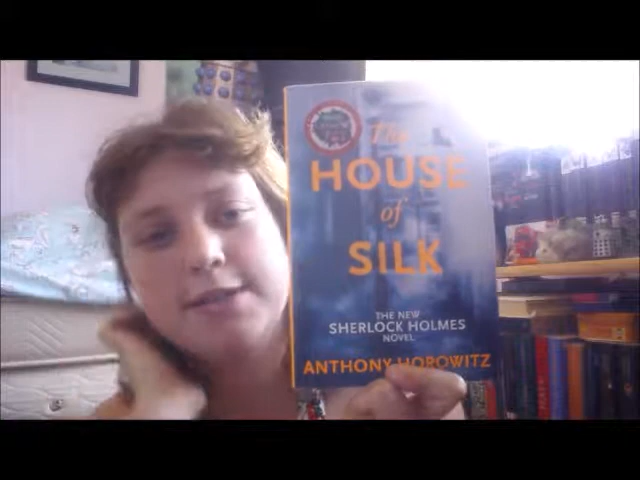 The
HOUSE
of
SILK
THE NEW
SHERLOCK HOLMES
NOVEL
ANTHONY HOROWITZ